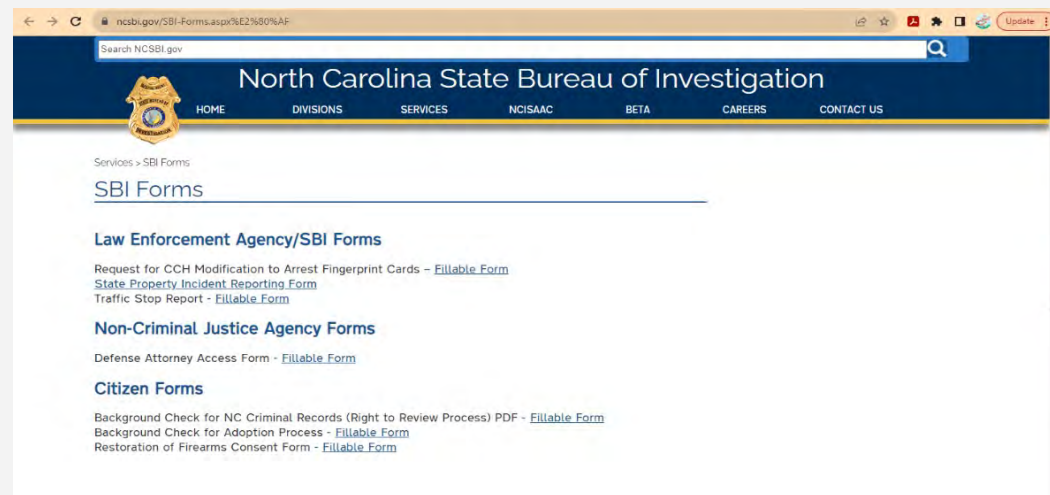 ncsbi.gov/SBI-Forms.aspx%E2%80%AF
Update
Search NCSBI.gov
North Carolina State Bureau of Investigation
HOME DIVISIONS SERVICES NCISAAC BETA CAREERS CONTACT US
Services > SBI Forms
SBI Forms
Law Enforcement Agency/SBI Forms
Request for CCH Modification to Arrest Fingerprint Cards – Fillable Form
State Property Incident Reporting Form
Traffic Stop Report - Fillable Form
Non-Criminal Justice Agency Forms
Defense Attorney Access Form - Fillable Form
Citizen Forms
Background Check for NC Criminal Records (Right to Review Process) PDF - Fillable Form
Background Check for Adoption Process - Fillable Form
Restoration of Firearms Consent Form - Fillable Form